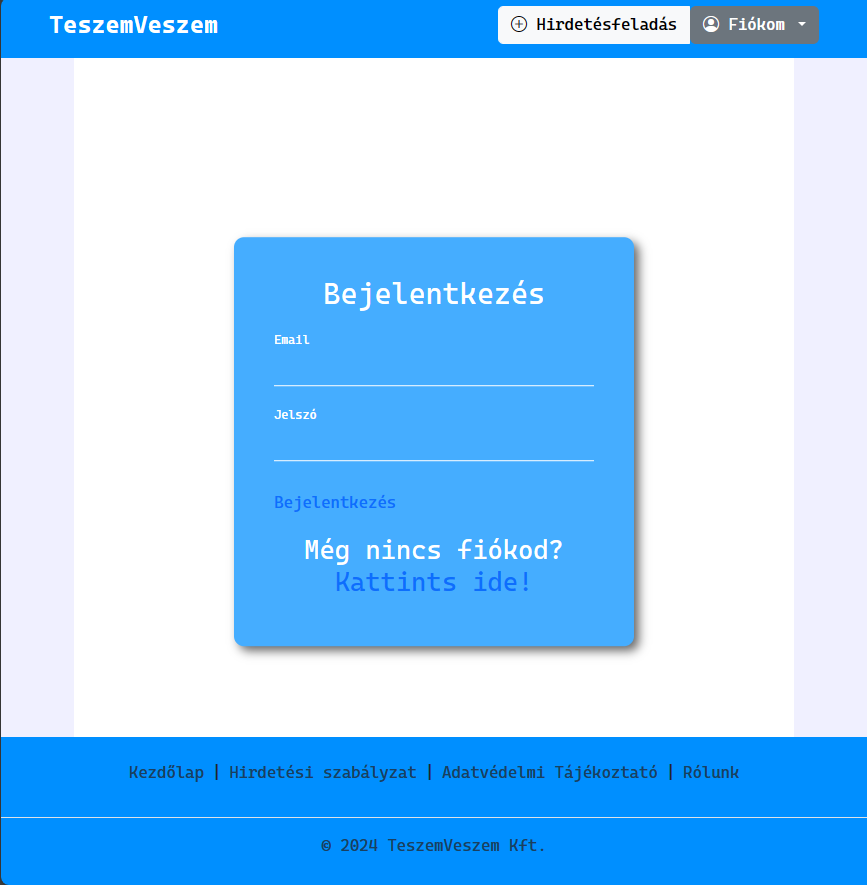 TeszemVeszem
Hirdetésfeladás
Fiókom
Bejelentkezés
Email
Jelszó
Bejelentkezés
Még nincs fiókod?
Kattints ide!
Kezdőlap | Hirdetési szabályzat | Adatvédelmi Tájékoztató | Rólunk
© 2024 TeszemVeszem Kft.